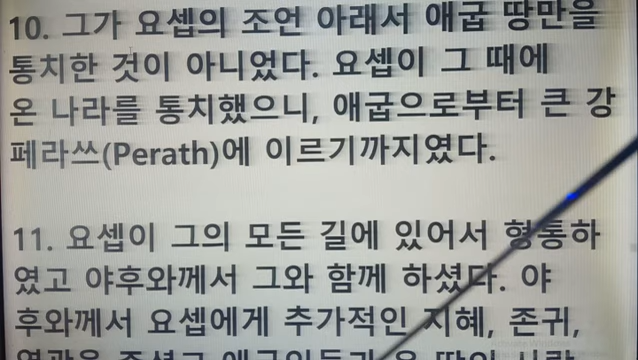 10. 그가 요셉의 조언 아래서 애굽 땅만을
통치한 것이 아니었다. 요셉이 그 때에
온 나라를 통치했으니, 애굽으로부터 큰 강
페라쓰(Perath)에 이르기까지였다.
11. 요셉이 그의 모든 길에 있어서 형통하
였고 야후와께서 그와 함께 하셨다. 야
후와께서 요셉에게 추가적인 지혜, 존귀,